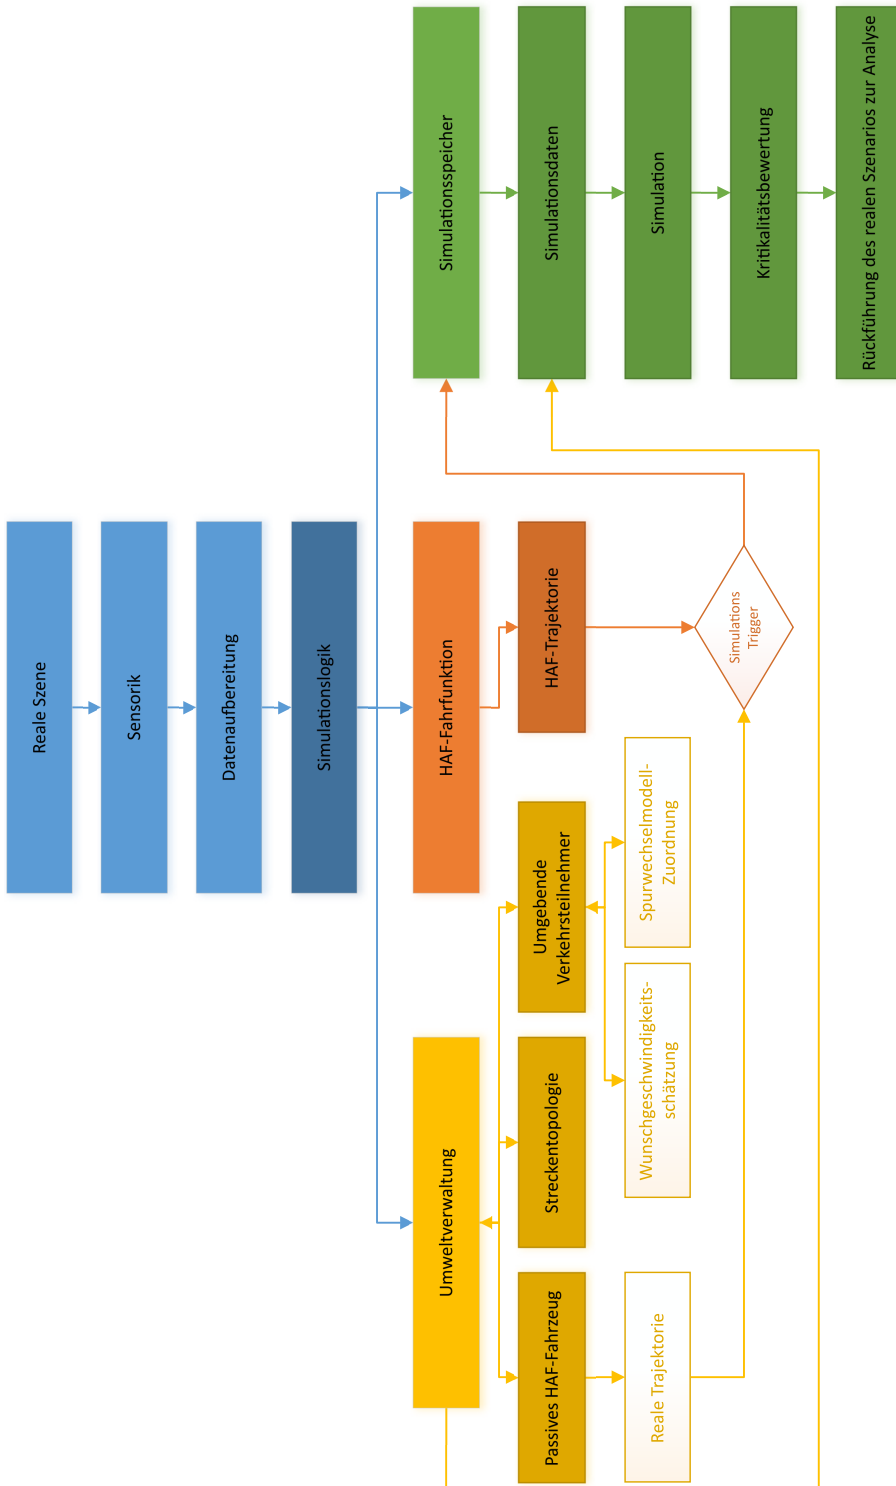 Reale Szene
Sensorik
Datenaufbereitung
Simulationslogik
Umweltverwaltung
HAF-Fahrfunktion
Simulationsspeicher
Passives HAF-Fahrzeug
Streckentopologie
Umgebende
Verkehrsteilnehmer
HAF-Trajektorie
Simulationsdaten
Reale Trajektorie
Wunschgeschwindigkeits-
schätzung
Spurwechselmodell-
Zuordnung
Simulation
Simulations
Trigger
Kritikalitätsbewertung
Rückführung des realen Szenarios zur Analyse